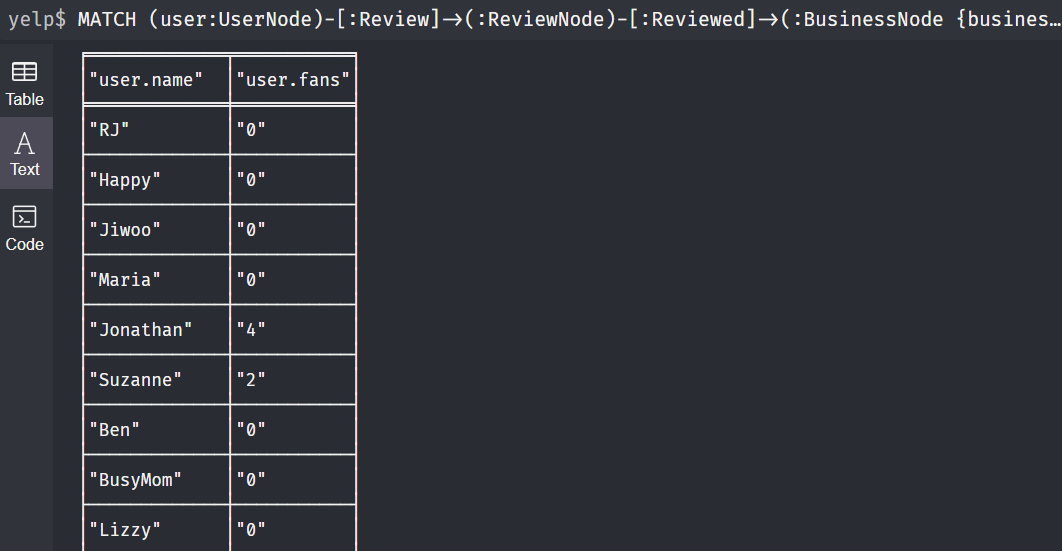 yelp$ MATCH (user:UserNode)-[:Review]→(:ReviewNode)-[:Reviewed]→(:BusinessNode {busines…
Table
Text
Code
"user.name" "user.fans"
"RJ" "0"
"Happy" "0"
"Jiwoo" "0"
"Maria" "0"
"Jonathan" "4"
"Suzanne" "2"
"Ben" "0"
"BusyMom" "0"
"Lizzy" "0"